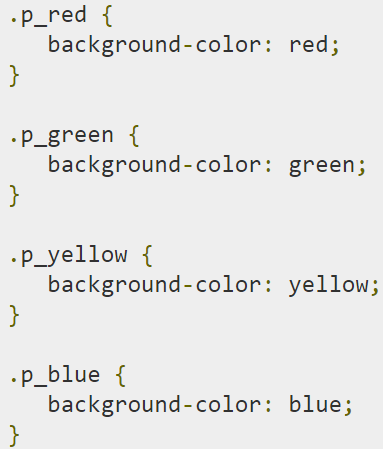 .p_red {
   background-color: red;
}

.p_green {
   background-color: green;
}

.p_yellow {
   background-color: yellow;
}

.p_blue {
   background-color: blue;
}